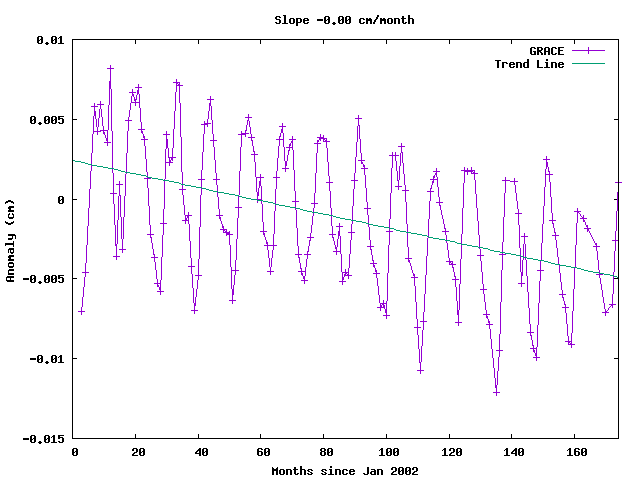 Slope -0.00 cm/month
0.01
0.005
0
-0.005
-0.01
-0.015
Anomaly (cm)
GRACE
Trend Line
0 20 40 60 80 100 120 140 160
Months since Jan 2002